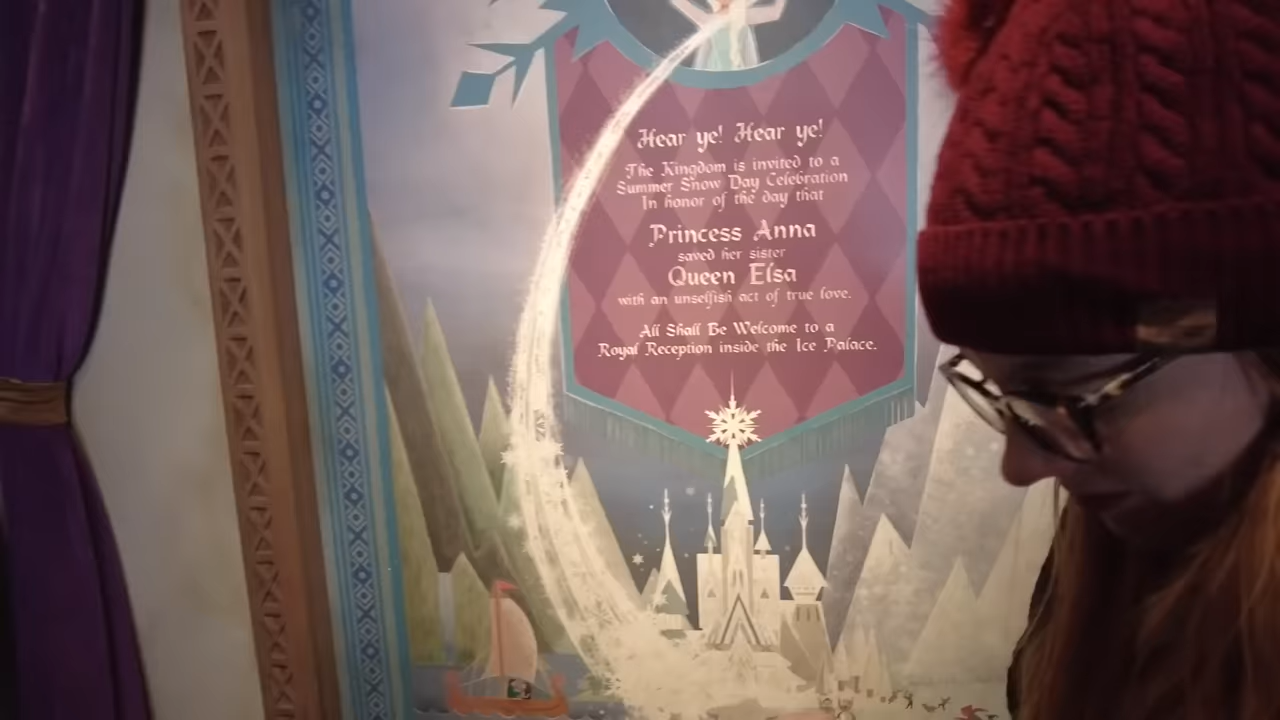 Hear ye! Hear ye!
The Kingdom is invited to a
Summer Snow Day Celebration
In honor of the day that
Princess Anna
saved her sister
Queen Elsa
with an unselfish act of true love.
All Shall Be Welcome to a
Royal Reception inside the Ice Palace.